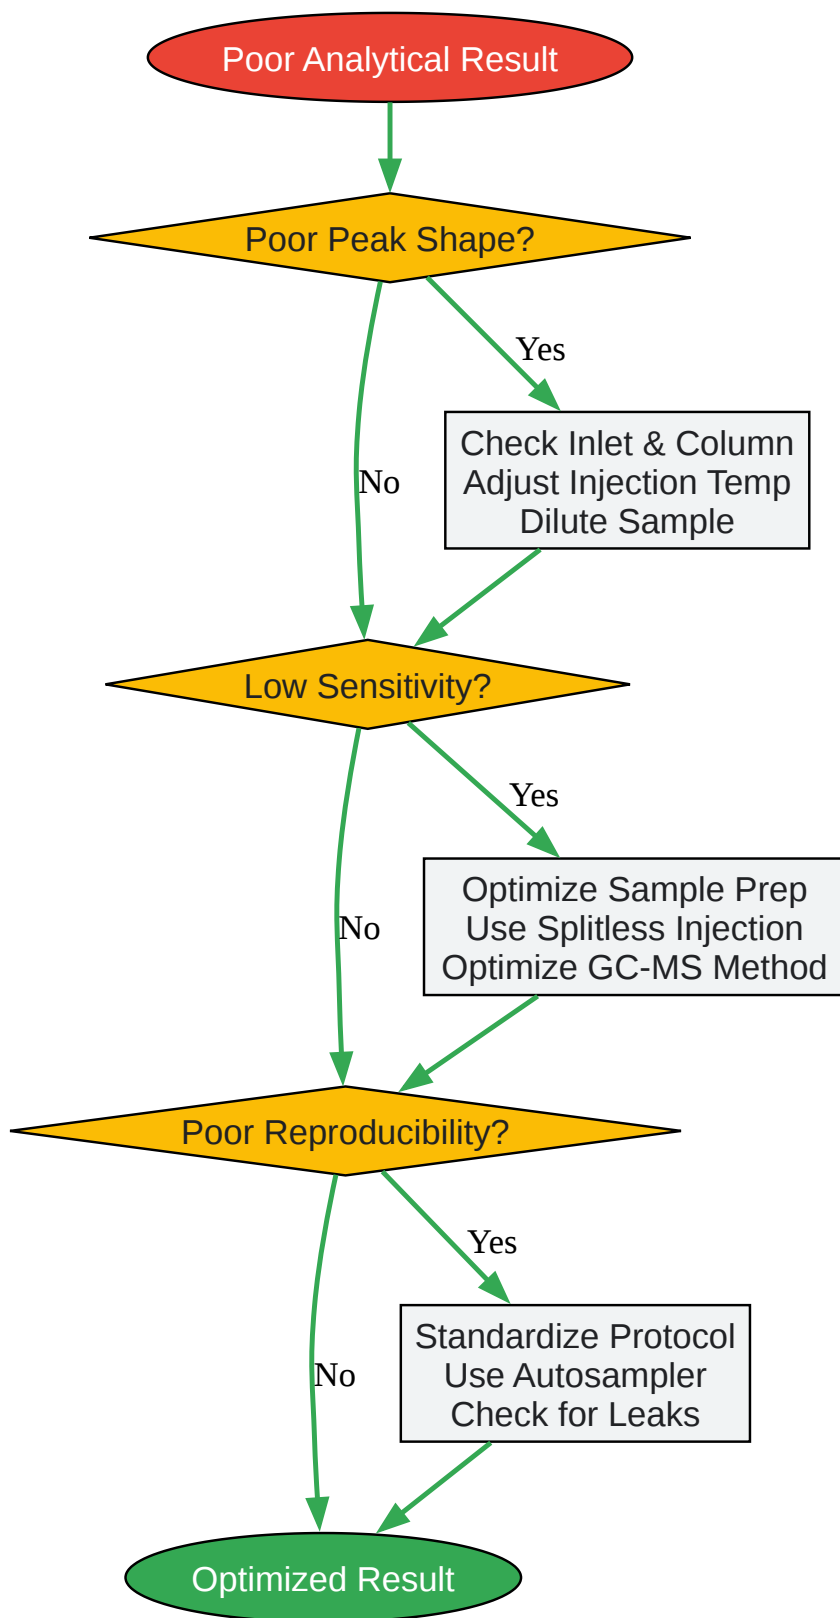 Poor Analytical Result
Poor Peak Shape?
Yes
No
Check Inlet & Column
Adjust Injection Temp
Dilute Sample
Low Sensitivity?
Yes
No
Optimize Sample Prep
Use Splitless Injection
Optimize GC-MS Method
Poor Reproducibility?
Yes
No
Standardize Protocol
Use Autosampler
Check for Leaks
Optimized Result